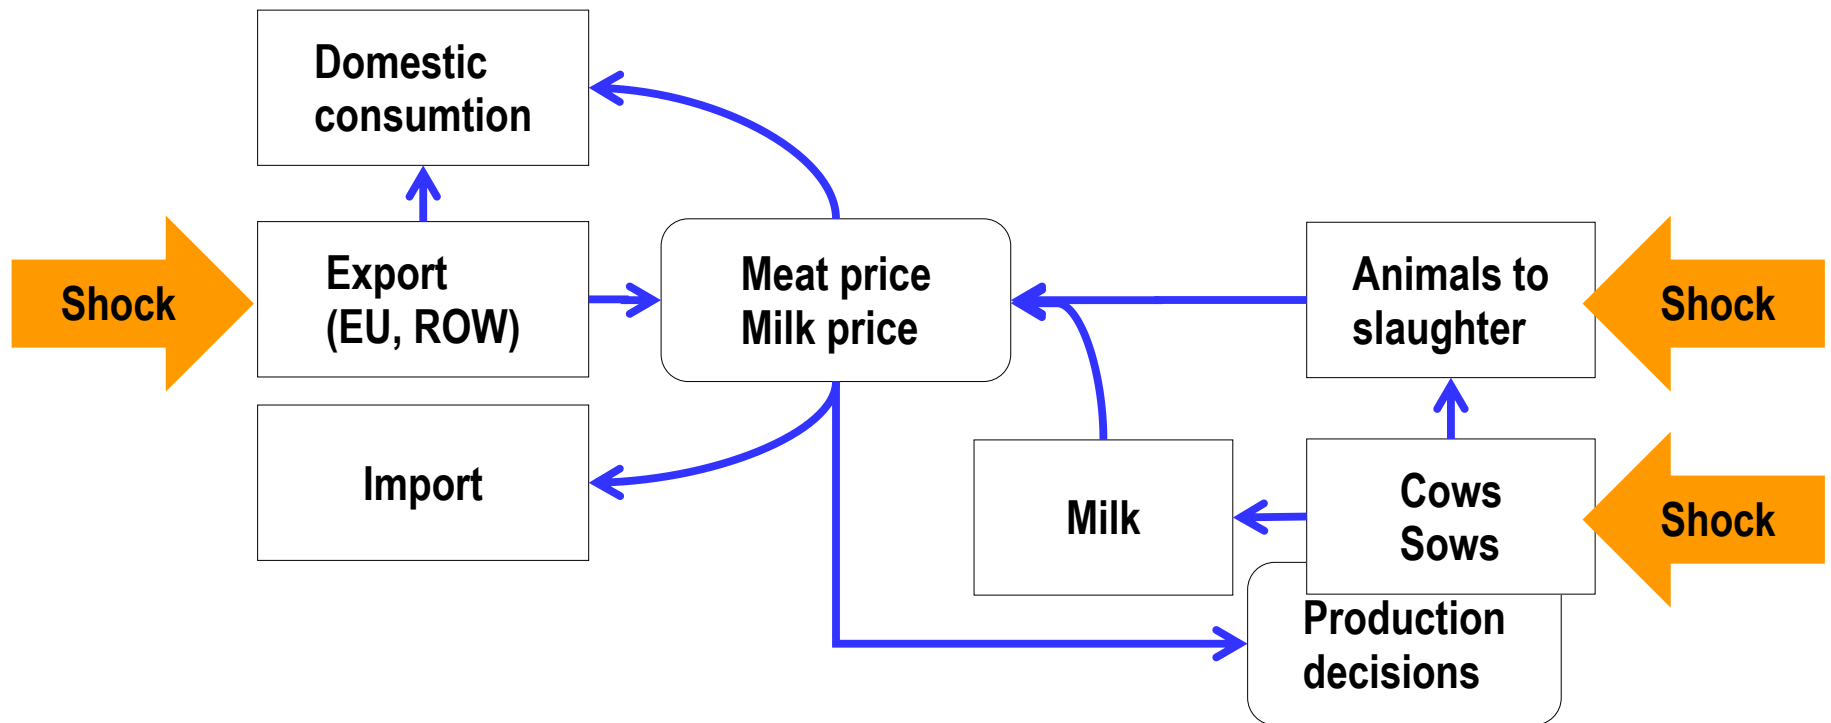 Domestic
consumtion
Shock
Export
(EU, ROW)
Meat price
Milk price
Animals to
slaughter
Shock
Import
Milk
Cows
Sows
Shock
Production
decisions